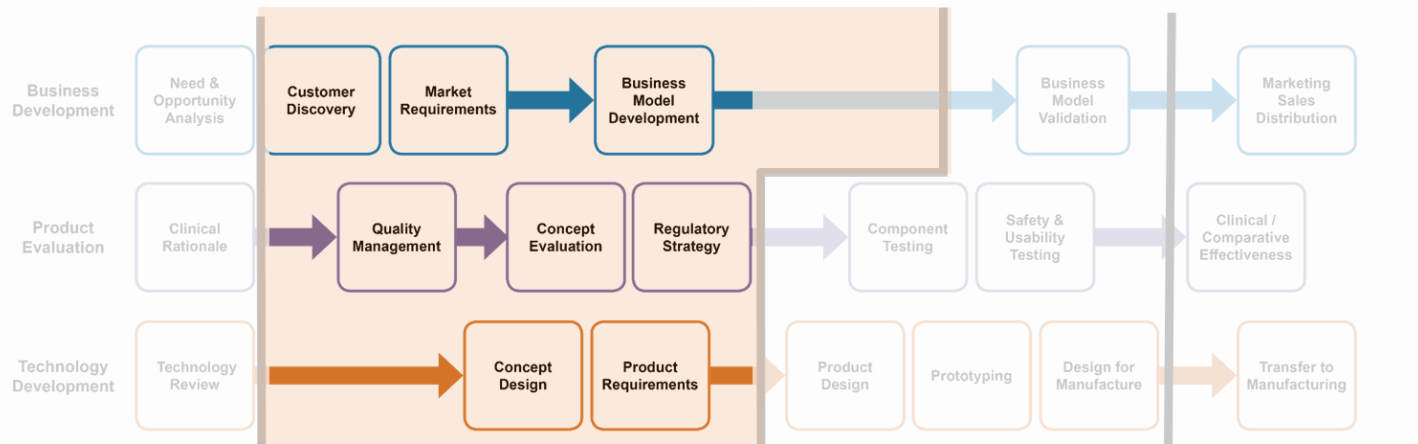 Business
Development
Need &
Opportunity
Analysis
Customer
Discovery
Market
Requirements
Business
Model
Development
Business
Model
Validation
Marketing
Sales
Distribution
Product
Evaluation
Clinical
Rationale
Quality
Management
Concept
Evaluation
Regulatory
Strategy
Component
Testing
Safety &
Usability
Testing
Clinical /
Comparative
Effectiveness
Technology
Development
Technology
Review
Concept
Design
Product
Requirements
Product
Design
Prototyping
Design for
Manufacture
Transfer to
Manufacturing